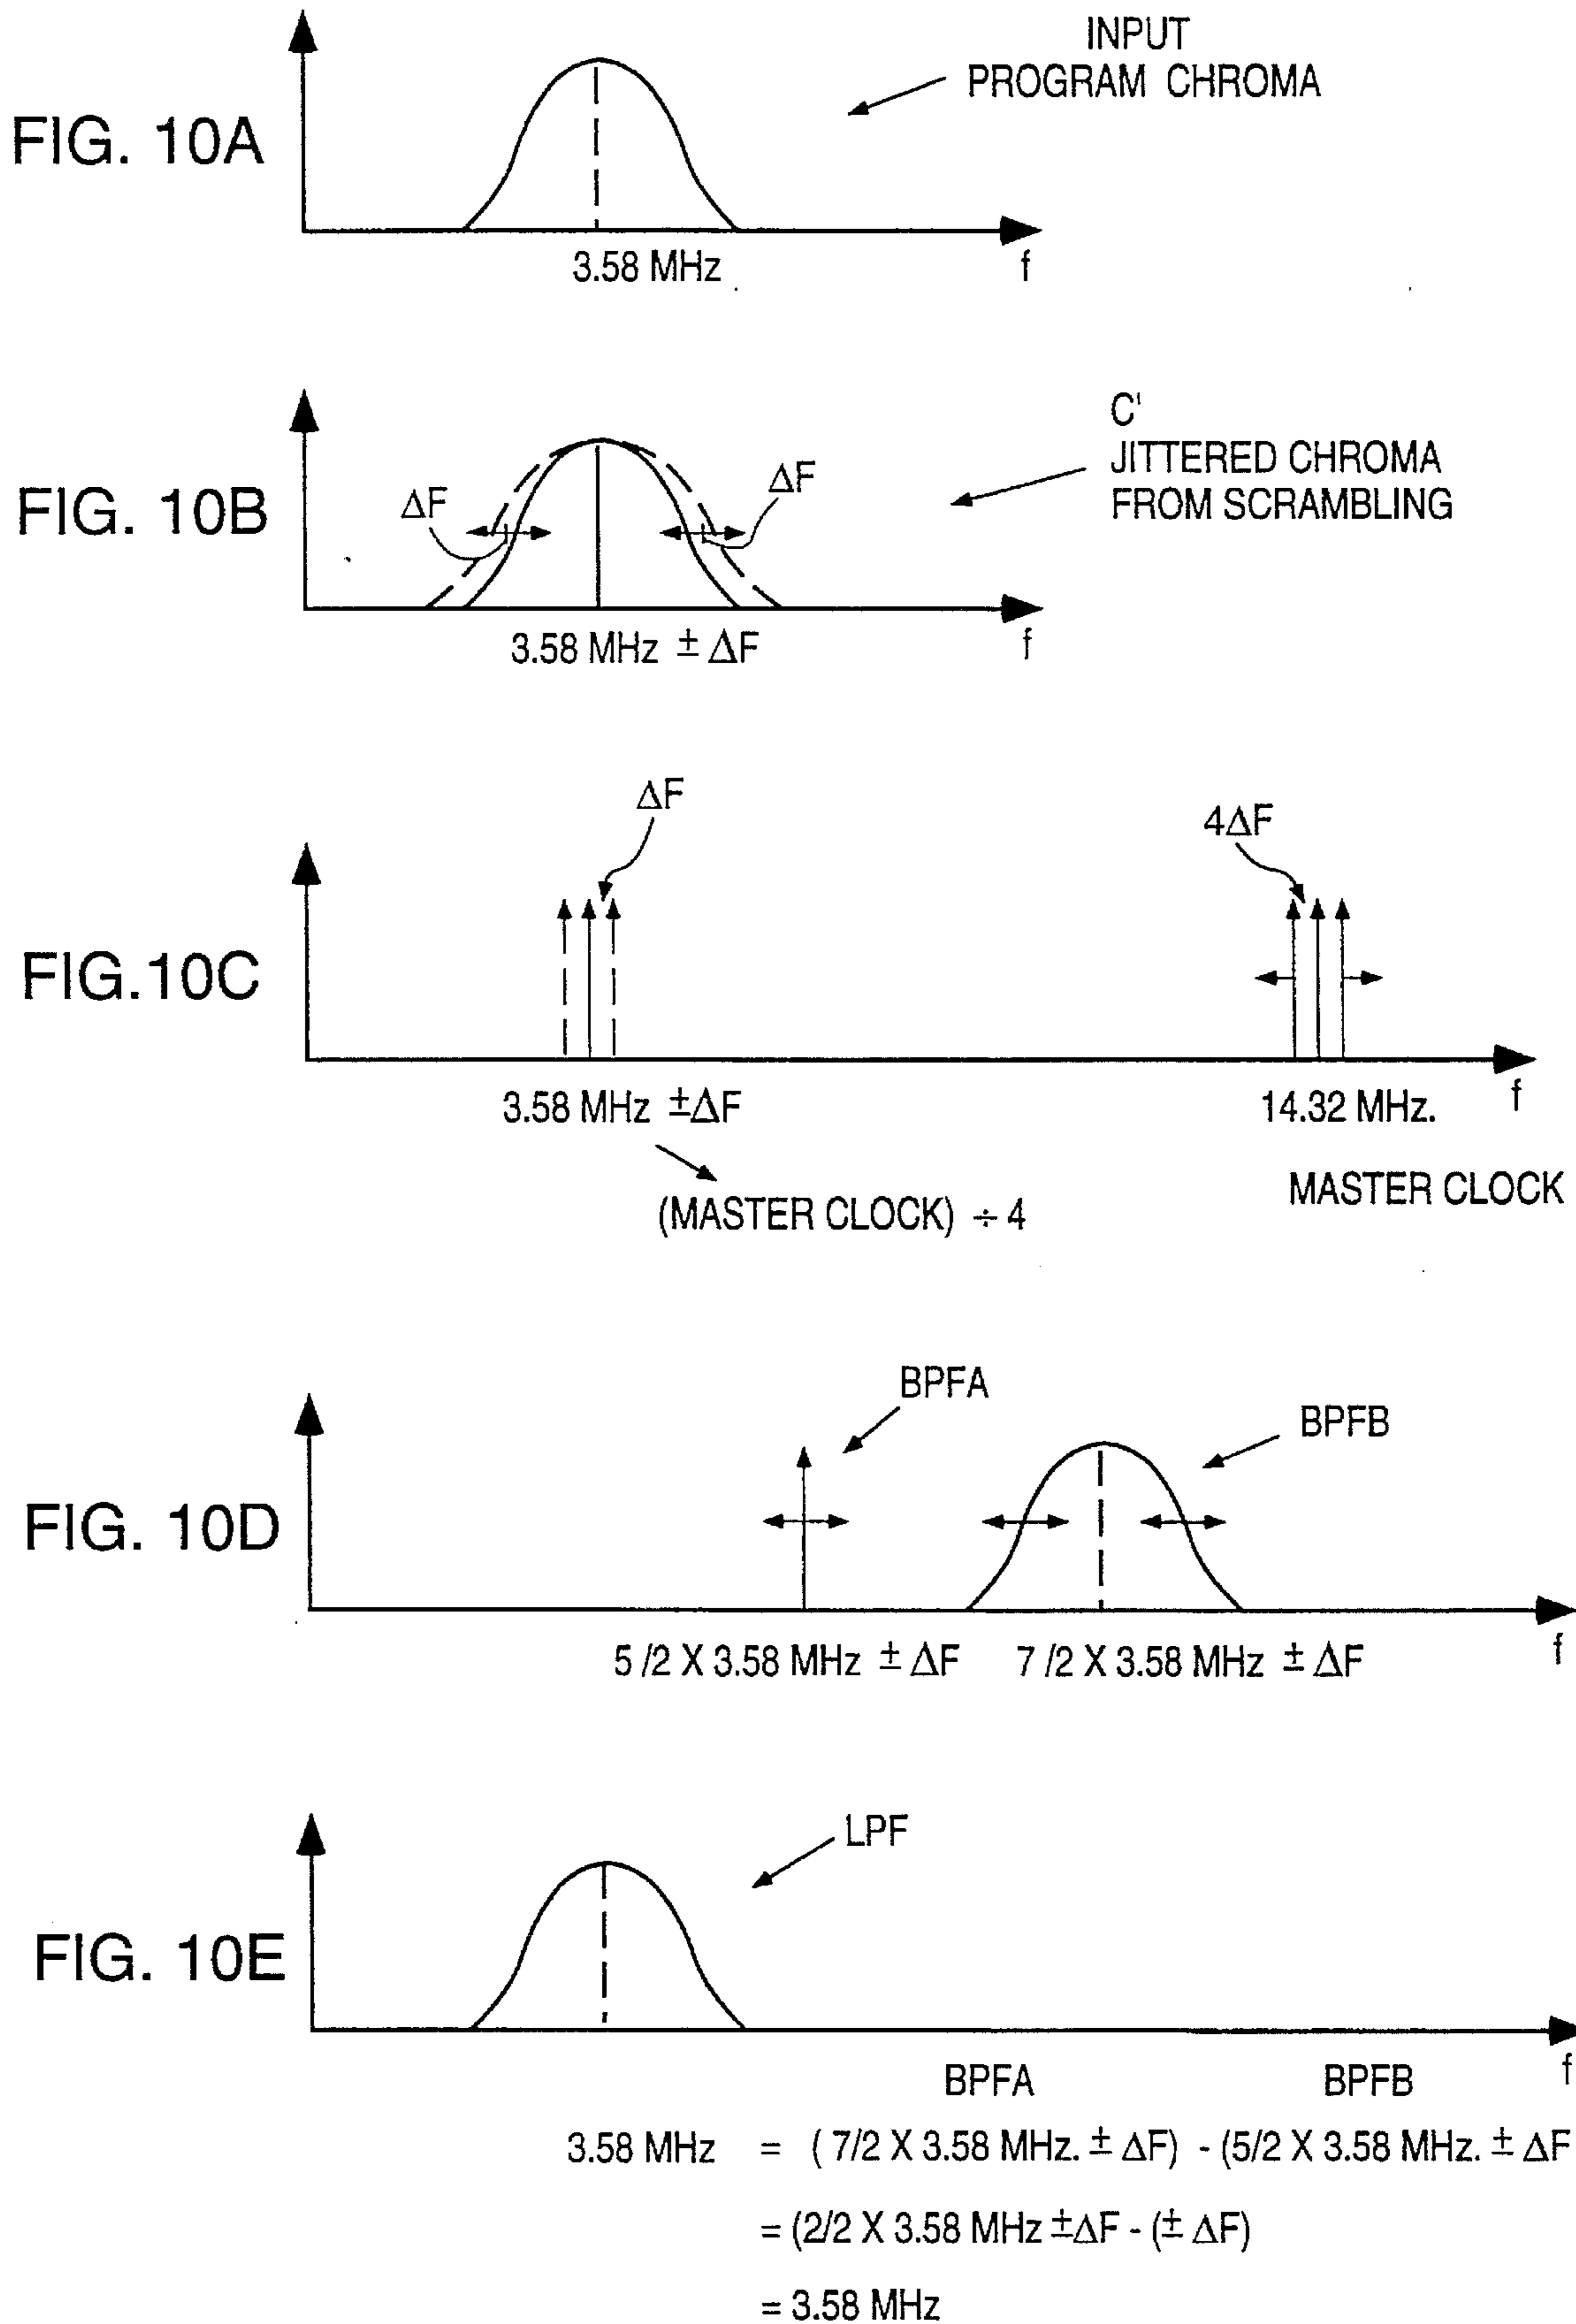 INPUT
PROGRAM CHROMA
FIG. 10A
3.58 MHz
f
C'
JITTERED CHROMA
FROM SCRAMBLING
ΔF
ΔF
FIG. 10B
3.58 MHz ± ΔF
f
ΔF
4ΔF
FIG.10C
3.58 MHz ±ΔF
14.32 MHz.
f
(MASTER CLOCK) ÷ 4
MASTER CLOCK
BPFA
BPFB
FIG. 10D
5/2 X 3.58 MHz ± ΔF
7/2 X 3.58 MHz ± ΔF
f
LPF
FIG. 10E
f
BPFA
BPFB
3.58 MHz = ( 7/2 X 3.58 MHz. ± ΔF) - (5/2 X 3.58 MHz. ± ΔF
= (2/2 X 3.58 MHz ±ΔF - (± ΔF)
= 3.58 MHz